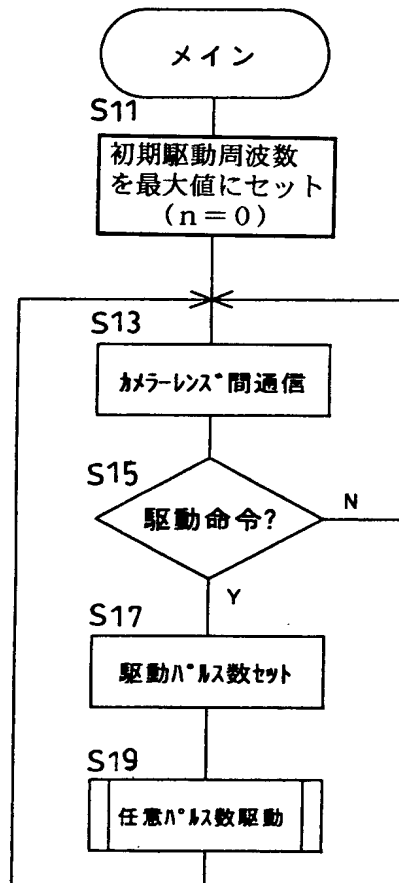 メイン
S11
初期駆動周波数
を最大値にセット
(n=0)
S13
カメラーレンズ間通信
S15
駆動命令?
N
Y
S17
駆動パルス数セット
S19
任意パルス数駆動